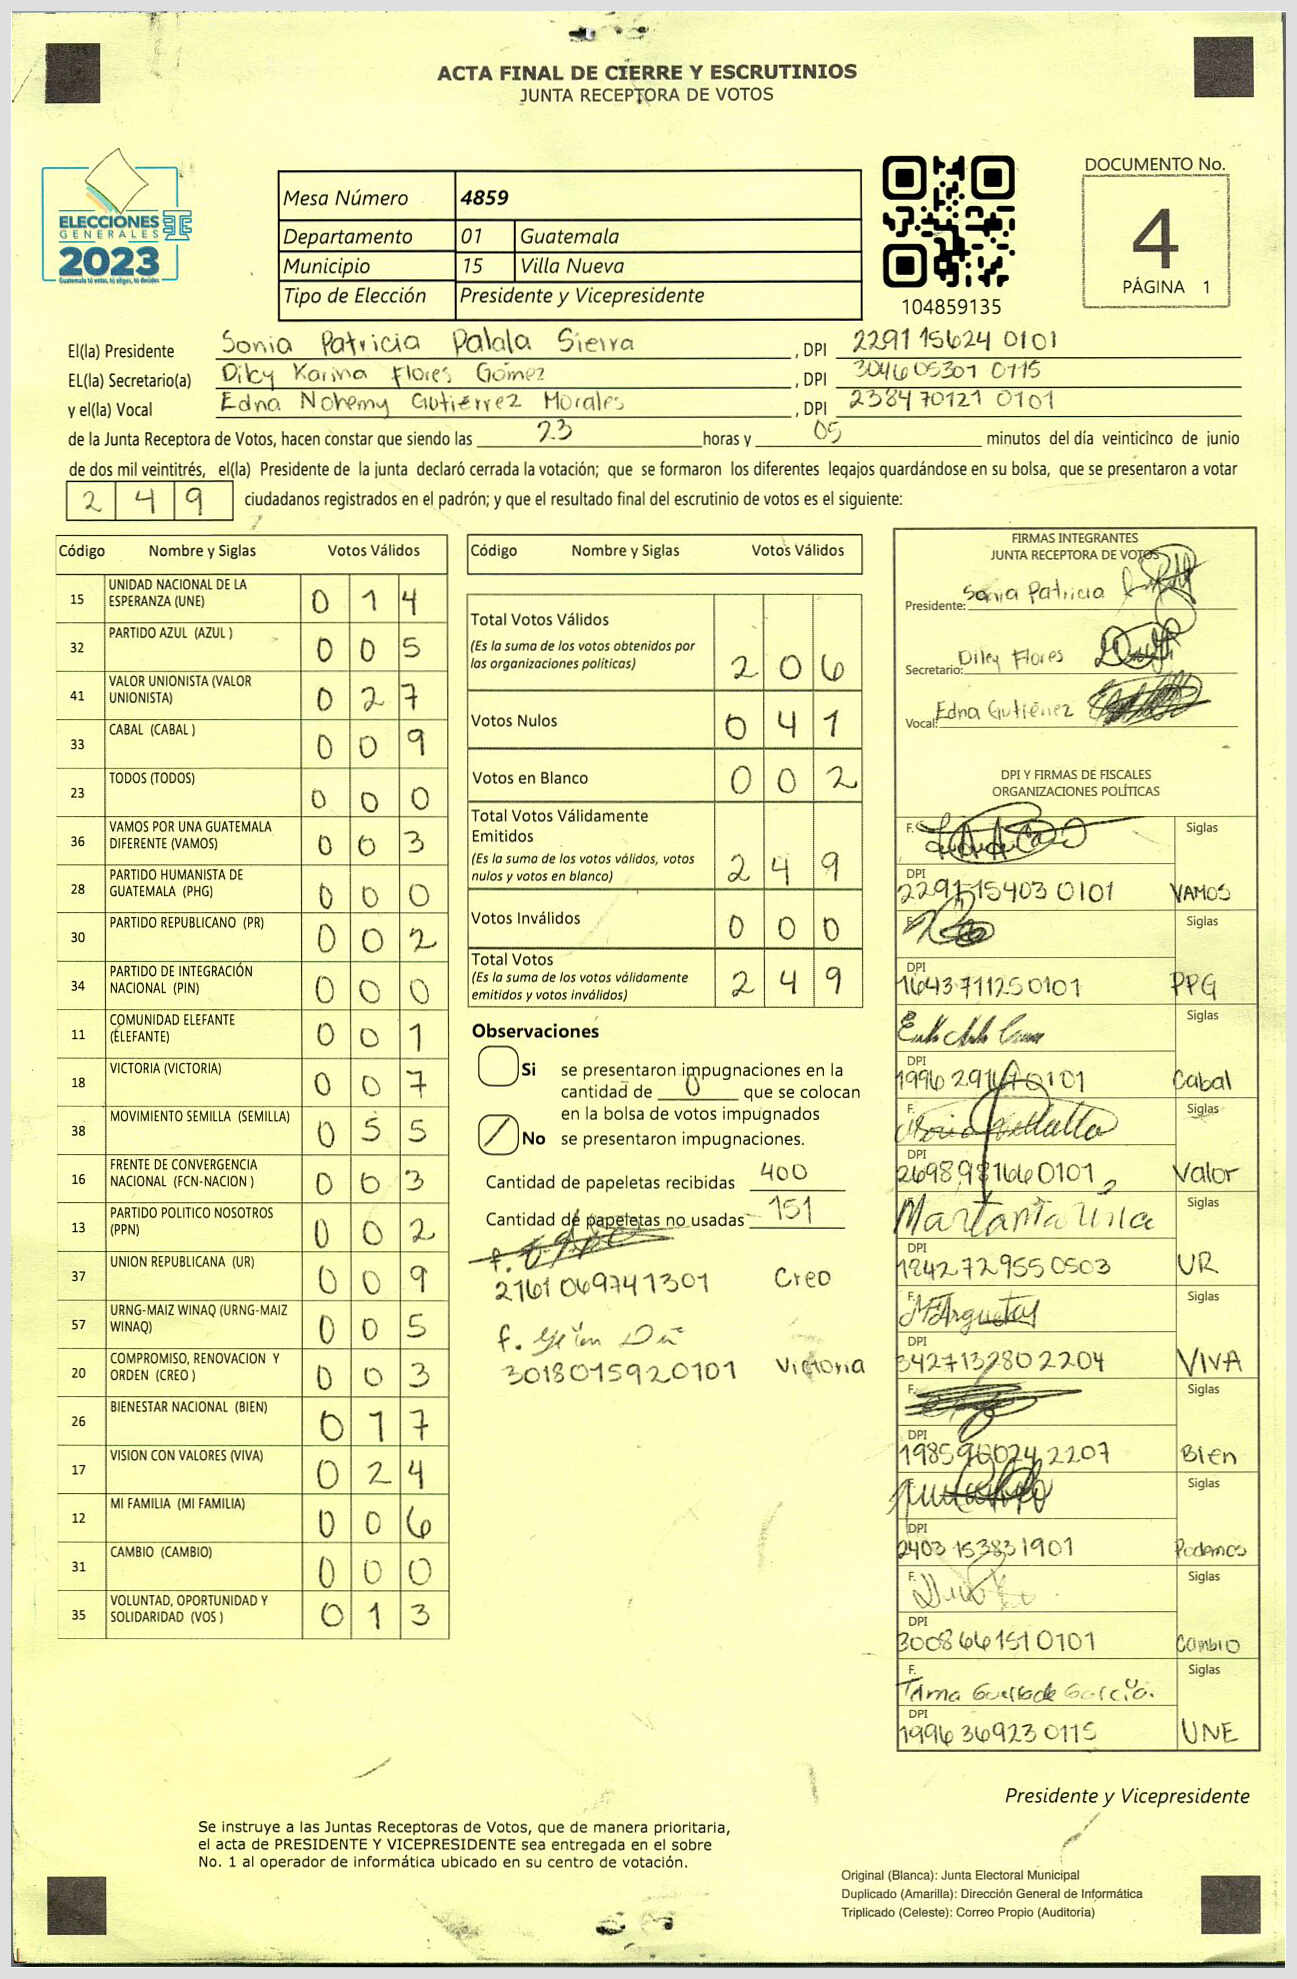 ACTA FINAL DE CIERRE Y ESCRUTINIOS
JUNTA RECEPTORA DE VOTOS
ELECCIONES
GENERALES
2023
Mesa Número 4859
Departamento 01 Guatemala
Municipio 15 Villa Nueva
Tipo de Elección Presidente y Vicepresidente
104859135
DOCUMENTO No.
4
PÁGINA 1
El(la) Presidente Sonia Patricia Palala Sierra , DPI 2291 15624 0101
EL(la) Secretario(a) Dilcy Karina Flores Gómez , DPI 3046 05301 0115
y el(la) Vocal Edna Nohemy Gutiérrez Morales , DPI 2384 70121 0101
de la Junta Receptora de Votos, hacen constar que siendo las 23 horas y 05 minutos del día veinticinco de junio
de dos mil veintitrés, el(la) Presidente de la junta declaró cerrada la votación; que se formaron los diferentes legajos guardándose en su bolsa, que se presentaron a votar
2 4 9 ciudadanos registrados en el padrón; y que el resultado final del escrutinio de votos es el siguiente:
Código Nombre y Siglas Votos Válidos
15 UNIDAD NACIONAL DE LA ESPERANZA (UNE) 0 1 4
32 PARTIDO AZUL (AZUL ) 0 0 5
41 VALOR UNIONISTA (VALOR UNIONISTA) 0 2 7
33 CABAL (CABAL ) 0 0 9
23 TODOS (TODOS) 0 0 0
36 VAMOS POR UNA GUATEMALA DIFERENTE (VAMOS) 0 0 3
28 PARTIDO HUMANISTA DE GUATEMALA (PHG) 0 0 0
30 PARTIDO REPUBLICANO (PR) 0 0 2
34 PARTIDO DE INTEGRACIÓN NACIONAL (PIN) 0 0 0
11 COMUNIDAD ELEFANTE (ELEFANTE) 0 0 1
18 VICTORIA (VICTORIA) 0 0 7
38 MOVIMIENTO SEMILLA (SEMILLA) 0 5 5
16 FRENTE DE CONVERGENCIA NACIONAL (FCN-NACION ) 0 0 3
13 PARTIDO POLITICO NOSOTROS (PPN) 0 0 2
37 UNION REPUBLICANA (UR) 0 0 9
57 URNG-MAIZ WINAQ (URNG-MAIZ WINAQ) 0 0 5
20 COMPROMISO, RENOVACION Y ORDEN (CREO ) 0 0 3
26 BIENESTAR NACIONAL (BIEN) 0 1 7
17 VISION CON VALORES (VIVA) 0 2 4
12 MI FAMILIA (MI FAMILIA) 0 0 6
31 CAMBIO (CAMBIO) 0 0 0
35 VOLUNTAD, OPORTUNIDAD Y SOLIDARIDAD (VOS ) 0 1 3
Código Nombre y Siglas Votos Válidos
Total Votos Válidos
(Es la suma de los votos obtenidos por
las organizaciones políticas) 2 0 6
Votos Nulos 0 4 1
Votos en Blanco 0 0 2
Total Votos Válidamente
Emitidos
(Es la suma de los votos válidos, votos
nulos y votos en blanco) 2 4 9
Votos Inválidos 0 0 0
Total Votos
(Es la suma de los votos válidamente
emitidos y votos inválidos) 2 4 9
Observaciones
Si se presentaron impugnaciones en la
cantidad de 0 que se colocan
en la bolsa de votos impugnados
No se presentaron impugnaciones.
Cantidad de papeletas recibidas 400
Cantidad de papeletas no usadas 151
f.
2161 06974 1301 Creo
f.
3018015920101 Victoria
FIRMAS INTEGRANTES
JUNTA RECEPTORA DE VOTOS
Presidente: Sonia Patricia
Secretario: Dilcy Flores
Vocal: Edna Gutiérrez
DPI Y FIRMAS DE FISCALES
ORGANIZACIONES POLÍTICAS
F. Siglas
DPI
2291 15403 0101 VAMOS
F. Siglas
DPI
1643 71125 0101 PPG
Siglas
DPI
Cabal
F. Siglas
DPI
2698 98166 0101 Valor
Siglas
DPI
1842 72955 0503 UR
F. Siglas
DPI
3427132802204 VIVA
F. Siglas
DPI
Bien
F. Siglas
DPI
2403 15383 1901 Podemos
F. Siglas
DPI
3008 66151 0101 Cambio
F. Siglas
DPI
1996 36923 0115 UNE
Presidente y Vicepresidente
Se instruye a las Juntas Receptoras de Votos, que de manera prioritaria,
el acta de PRESIDENTE Y VICEPRESIDENTE sea entregada en el sobre
No. 1 al operador de informática ubicado en su centro de votación.
Original (Blanca): Junta Electoral Municipal
Duplicado (Amarilla): Dirección General de Informática
Triplicado (Celeste): Correo Propio (Auditoría)